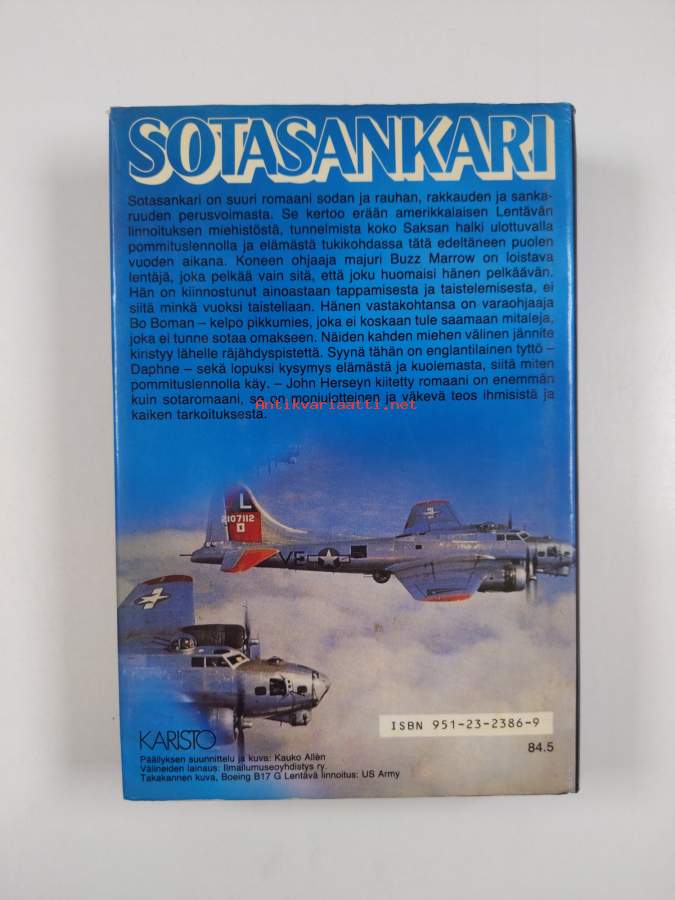 SOTASANKARI
Sotasankari on suuri romaani sodan ja rauhan, rakkauden ja sanka-
ruuden perusvoimasta. Se kertoo erään amerikkalaisen Lentävän
linnoituksen miehistöstä, tunnelmista koko Saksan halki ulottuvalla
pommituslennolla ja elämästä tukikohdassa tätä edeltäneen puolen
vuoden aikana. Koneen ohjaaja majuri Buzz Marrow on loistava
lentäjä, joka pelkää vain sitä, että joku huomaisi hänen pelkäävän.
Hän on kiinnostunut ainoastaan tappamisesta ja taistelemisesta, ei
siitä minkä vuoksi taistellaan. Hänen vastakohtansa on varaohjaaja
Bo Boman – kelpo pikkumies, joka ei koskaan tule saamaan mitaleja,
joka ei tunne sotaa omakseen. Näiden kahden miehen välinen jännite
kiristyy lähelle räjähdyspistettä. Syynä tähän on englantilainen tyttö –
Daphne – sekä lopuksi kysymys elämästä ja kuolemasta, siitä miten
pommituslennolla käy. – John Herseyn kiitetty romaani on enemmän
kuin sotaromaani, se on moniulotteinen ja väkevä teos ihmisistä ja
kaiken tarkoituksesta.
Antikvariaatti.net
L
2107112
VE
ISBN 951-23-2386-9
84.5
KARISTO
Päällyksen suunnittelu ja kuva: Kauko Allén
Välineiden lainaus: Ilmailumuseoyhdistys ry.
Takakannen kuva, Boeing B17 G Lentävä linnoitus: US Army